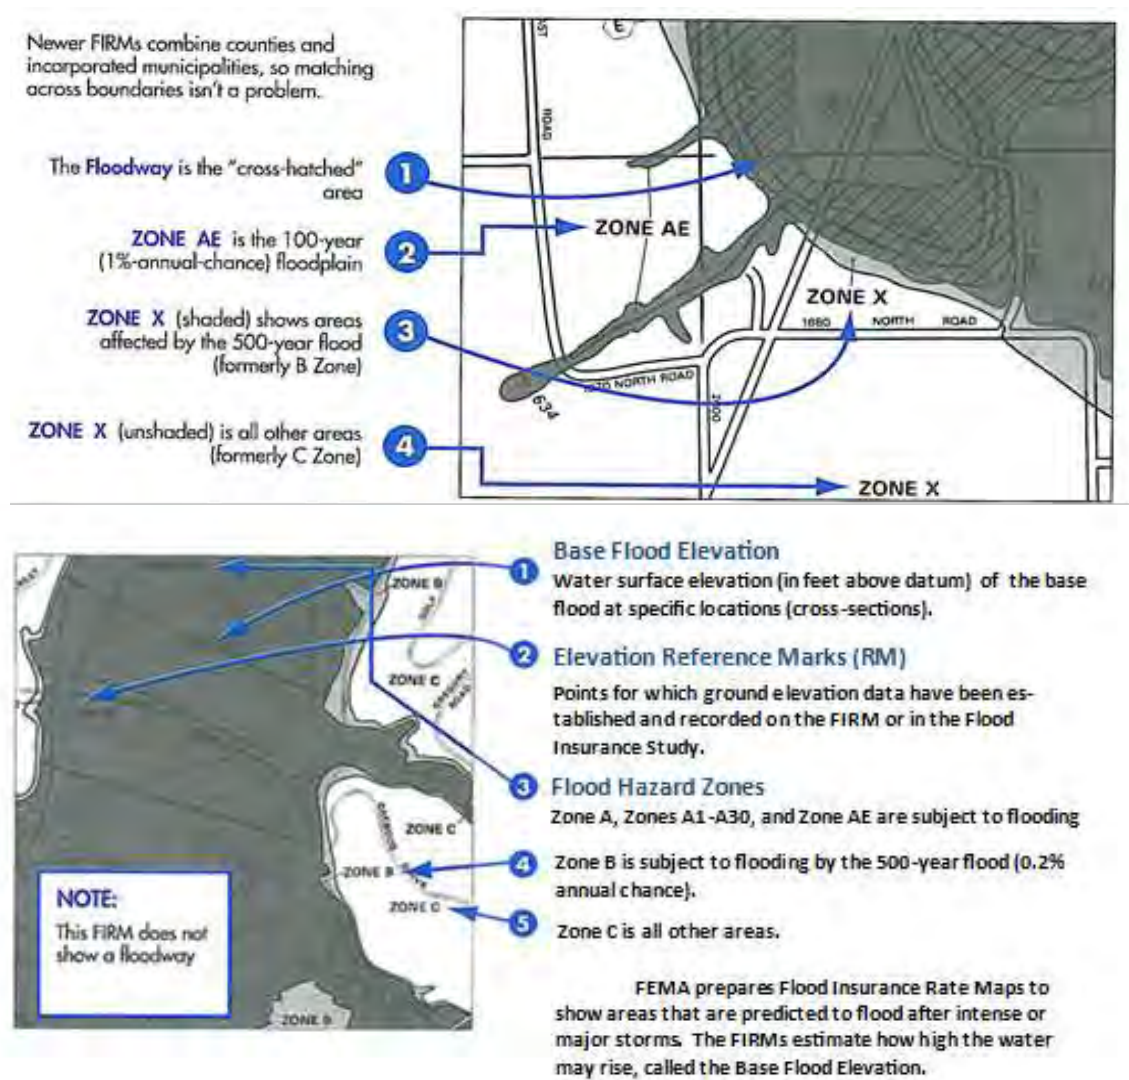 Newer FIRMs combine counties and
incorporated municipalities, so matching
across boundaries isn't a problem.
The Floodway is the "cross-hatched"
area
1
ZONE AE is the 100-year
(1%-annual-chance) floodplain
2
ZONE X (shaded) shows areas
affected by the 500-year flood
(formerly B Zone)
3
ZONE X (unshaded) is all other areas
(formerly C Zone)
4
E
ROAD
ZONE AE
ZONE X
1660 NORTH ROAD
NORTH ROAD
634
ZONE X
ZONE B
GOLF
ZONE C
ROAD
ZONE C
ZONE B
ZONE C
ZONE B
NOTE:
This FIRM does not
show a floodway
1
Base Flood Elevation
Water surface elevation (in feet above datum) of the base
flood at specific locations (cross-sections).
2
Elevation Reference Marks (RM)
Points for which ground elevation data have been es-
tablished and recorded on the FIRM or in the Flood
Insurance Study.
3
Flood Hazard Zones
Zone A, Zones A1-A30, and Zone AE are subject to flooding
4
Zone B is subject to flooding by the 500-year flood (0.2%
annual chance).
5
Zone C is all other areas.
FEMA prepares Flood Insurance Rate Maps to
show areas that are predicted to flood after intense or
major storms. The FIRMs estimate how high the water
may rise, called the Base Flood Elevation.